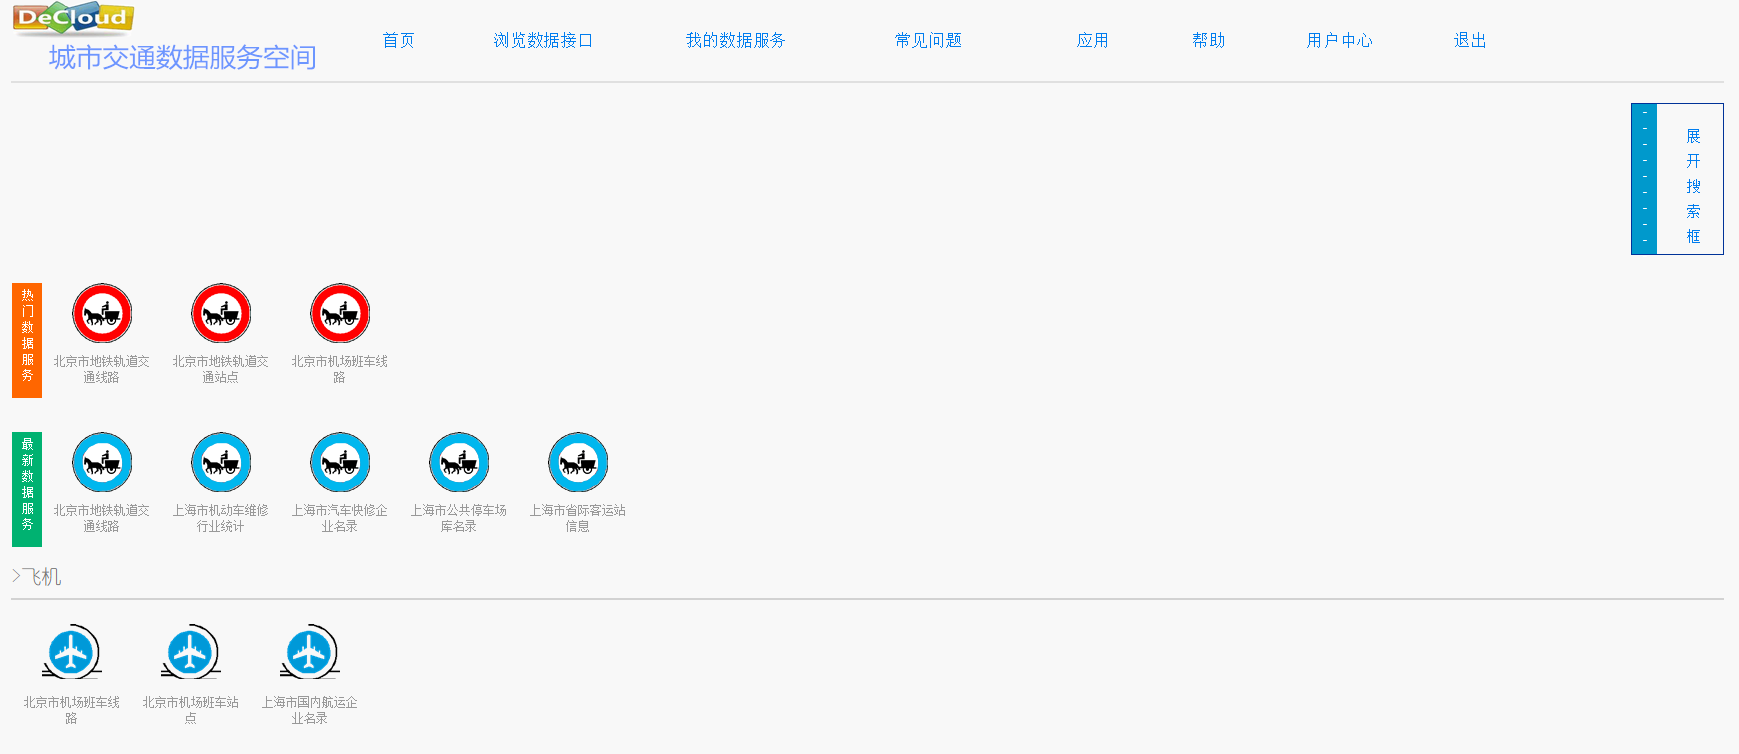 DeCloud
城市交通数据服务空间
首页 浏览数据接口 我的数据服务 常见问题 应用 帮助 用户中心 退出
展
开
搜
索
框
热
门
数
据
服
务
北京市地铁轨道交
通线路
北京市地铁轨道交
通站点
北京市机场班车线
路
最
新
数
据
服
务
北京市地铁轨道交
通线路
上海市机动车维修
行业统计
上海市汽车快修企
业名录
上海市公共停车场
库名录
上海市省际客运站
信息
>飞机
北京市机场班车线
路
北京市机场班车站
点
上海市国内航运企
业名录